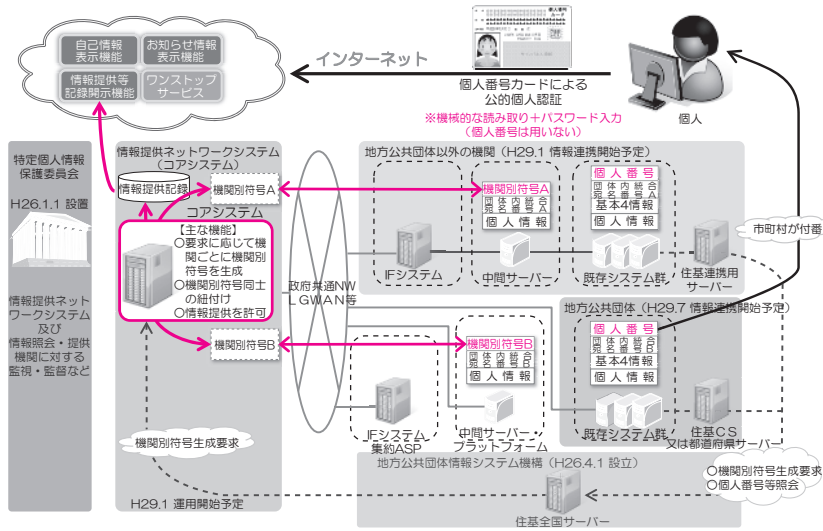 自己情報
表示機能
お知らせ情報
表示機能
情報提供等
記録開示機能
ワンストップ
サービス
インターネット
個人番号カードによる
公的個人認証
※機械的な読み取り＋パスワード入力
（個人番号は用いない）
個人
特定個人情報
保護委員会
H26.1.1 設置
情報提供ネット
ワークシステム
及び
情報照会・提供
機関に対する
監視・監督など
情報提供ネットワークシステム
（コアシステム）
情報提供記録
機関別符号A
コアシステム
【主な機能】
○要求に応じて機
関ごとに機関別
符号を生成
○機関別符号同士
の紐付け
○情報提供を許可
機関別符号B
機関別符号生成要求
H29.1 運用開始予定
政府共通NW
LGWAN等
地方公共団体以外の機関（H29.1 情報連携開始予定）
IFシステム
機関別符号A
団体内統合
宛名番号A
個人情報
中間サーバー
個人番号
団体内統合
宛名番号A
基本4情報
個人情報
既存システム群
住基連携用
サーバー
市町村が付番
地方公共団体（H29.7 情報連携開始予定）
IFシステム
集約ASP
機関別符号B
団体内統合
宛名番号B
個人情報
中間サーバー・
プラットフォーム
個人番号
団体内統合
宛名番号B
基本4情報
個人情報
既存システム群
住基CS
又は都道府県サーバー
地方公共団体情報システム機構（H26.4.1 設立）
住基全国サーバー
○機関別符号生成要求
○個人番号等照会